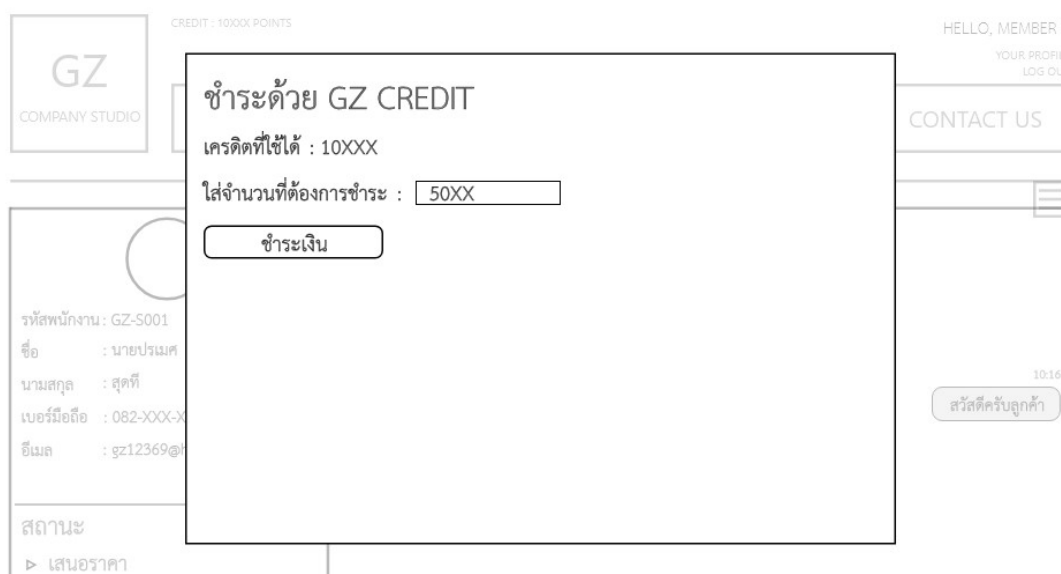 CREDIT : 10XXX POINTS
HELLO, MEMBER
YOUR PROFI
LOG OU
GZ
COMPANY STUDIO
CONTACT US
ชำระด้วย GZ CREDIT
เครดิตที่ใช้ได้ : 10XXX
ใส่จำนวนที่ต้องการชำระ : 50XX
ชำระเงิน
รหัสพนักงาน : GZ-S001
ชื่อ : นายปรเมศ
นามสกุล : สุดที
เบอร์มือถือ : 082-XXX-X
อีเมล : gz12369@h
10:16
สวัสดีครับลูกค้า
สถานะ
▷ เสนอราคา